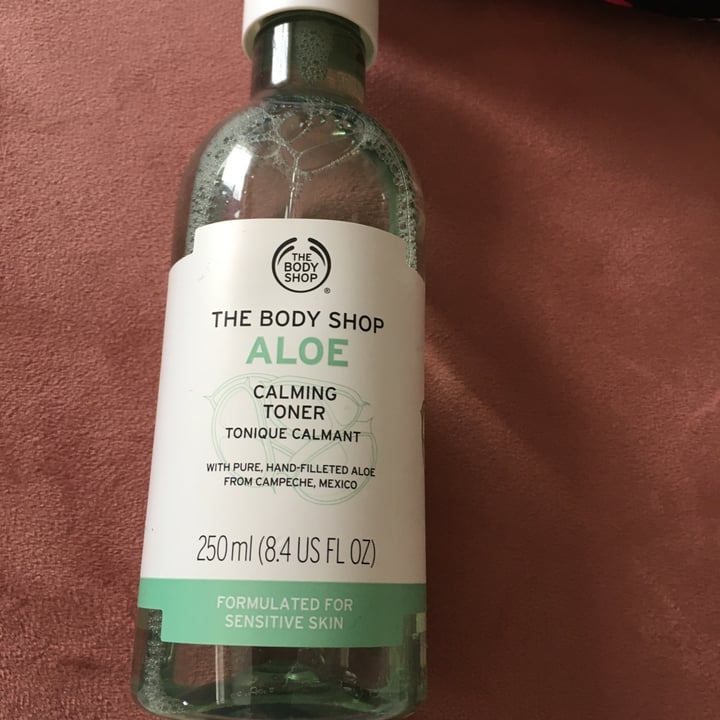 THE
BODY
SHOP
®
THE BODY SHOP
ALOE
CALMING
TONER
TONIQUE CALMANT
WITH PURE, HAND-FILLETED ALOE
FROM CAMPECHE, MEXICO
250 ml (8.4 US FL OZ)
FORMULATED FOR
SENSITIVE SKIN